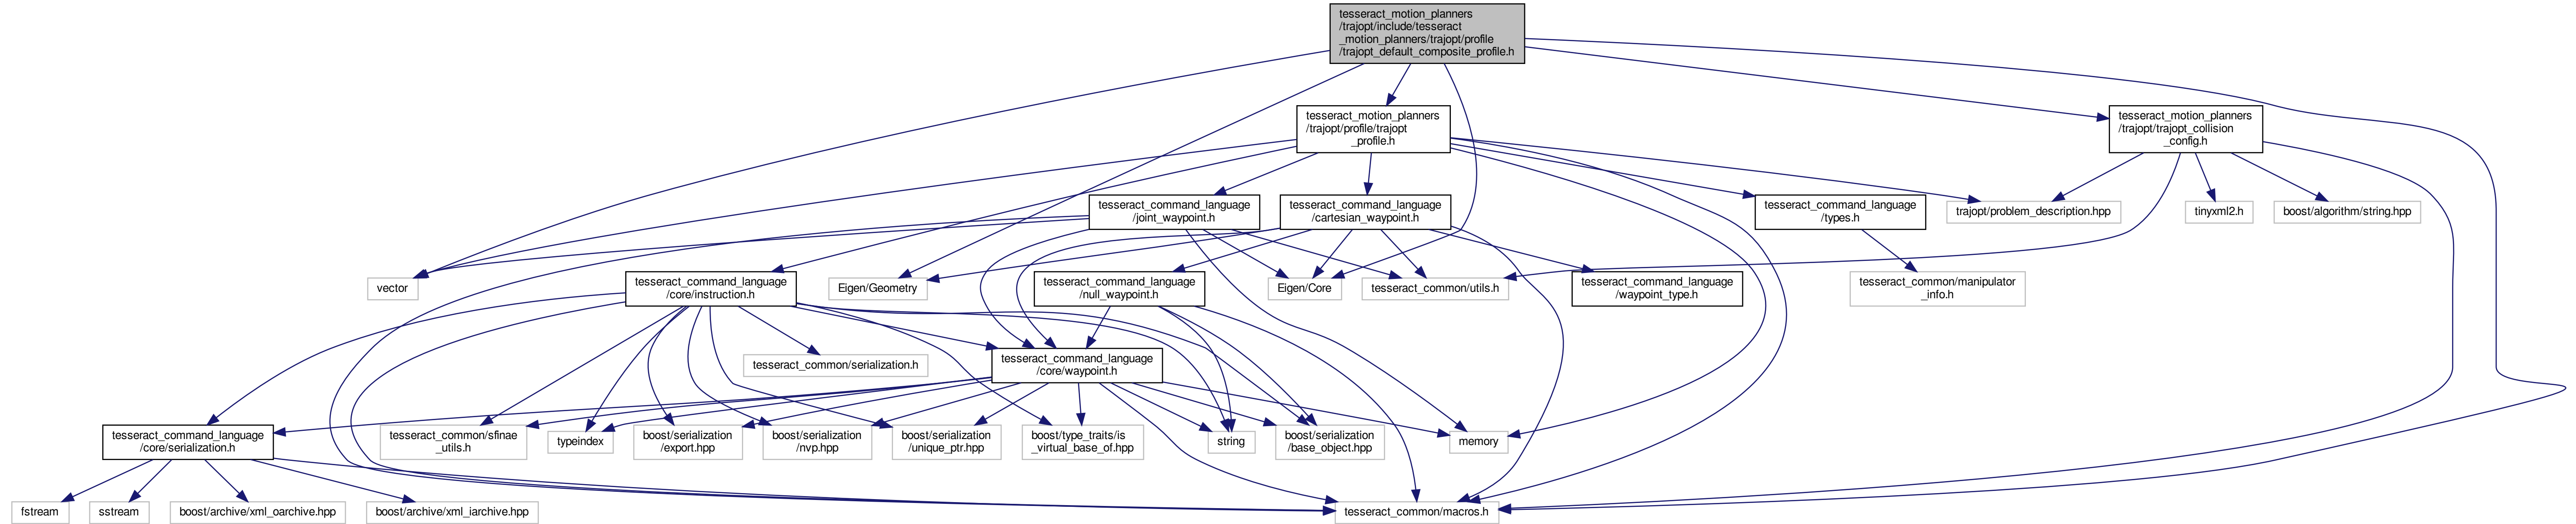 tesseract_motion_planners
/trajopt/include/tesseract
_motion_planners/trajopt/profile
/trajopt_default_composite_profile.h
tesseract_motion_planners
/trajopt/profile/trajopt
_profile.h
tesseract_motion_planners
/trajopt/trajopt_collision
_config.h
tesseract_command_language
/joint_waypoint.h
tesseract_command_language
/cartesian_waypoint.h
tesseract_command_language
/types.h
trajopt/problem_description.hpp
tinyxml2.h
boost/algorithm/string.hpp
vector
tesseract_command_language
/core/instruction.h
Eigen/Geometry
tesseract_command_language
/null_waypoint.h
Eigen/Core
tesseract_common/utils.h
tesseract_command_language
/waypoint_type.h
tesseract_common/manipulator
_info.h
tesseract_common/serialization.h
tesseract_command_language
/core/waypoint.h
tesseract_command_language
/core/serialization.h
tesseract_common/sfinae
_utils.h
typeindex
boost/serialization
/export.hpp
boost/serialization
/nvp.hpp
boost/serialization
/unique_ptr.hpp
boost/type_traits/is
_virtual_base_of.hpp
string
boost/serialization
/base_object.hpp
memory
fstream
sstream
boost/archive/xml_oarchive.hpp
boost/archive/xml_iarchive.hpp
tesseract_common/macros.h